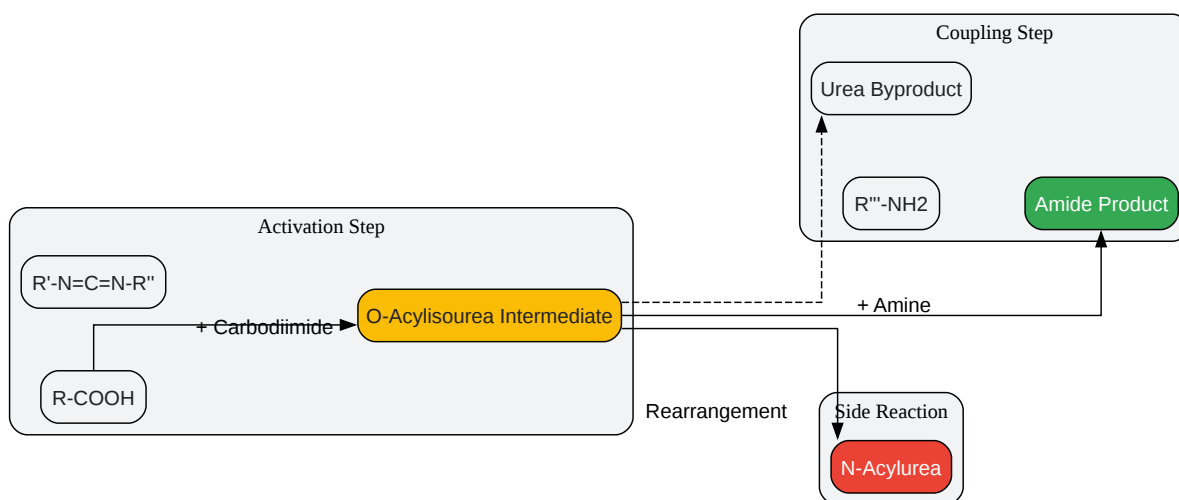 Coupling Step
Urea Byproduct
R'''-NH2
Amide Product
Activation Step
R'-N=C=N-R''
+ Carbodiimide
O-Acylisourea Intermediate
R-COOH
+ Amine
Rearrangement
Side Reaction
N-Acylurea